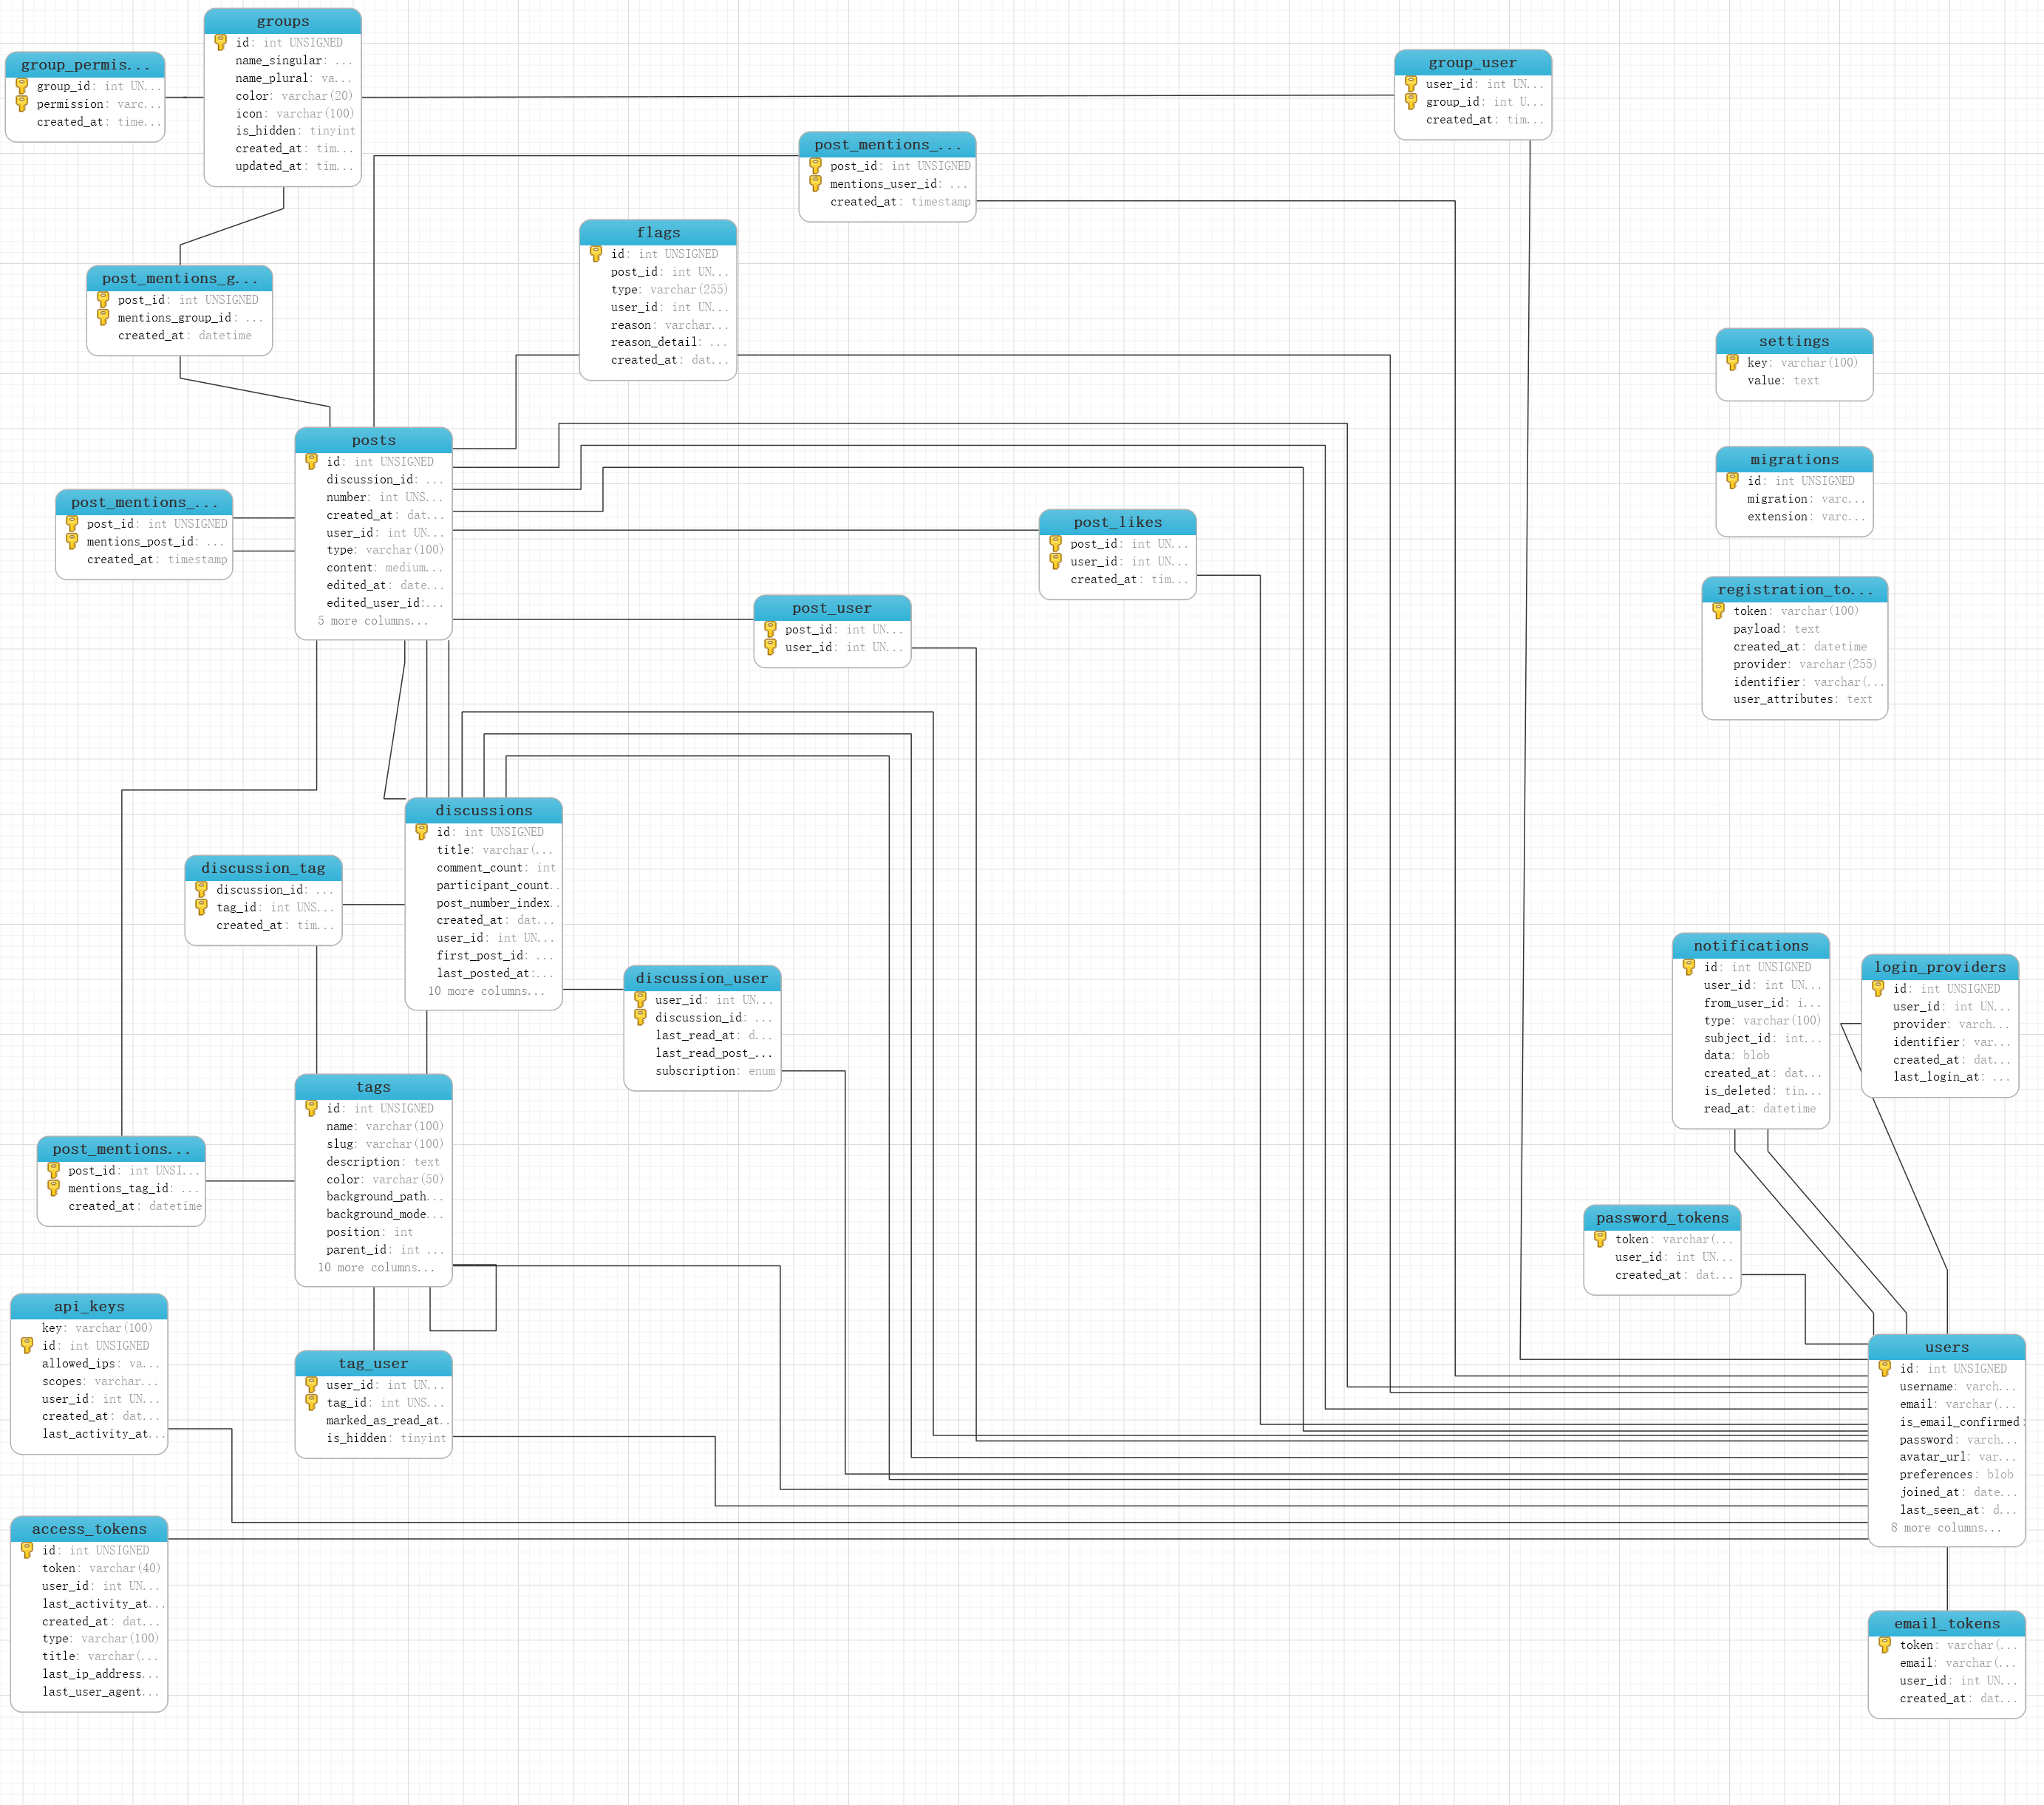 groups
id: int UNSIGNED
name_singular: ...
name_plural: va...
color: varchar(20)
icon: varchar(100)
is_hidden: tinyint
created_at: tim...
updated_at: tim...
group_permis...
group_id: int UN...
permission: varc...
created_at: time...
group_user
user_id: int UN...
group_id: int U...
created_at: tim...
post_mentions_...
post_id: int UNSIGNED
mentions_user_id: ...
created_at: timestamp
flags
id: int UNSIGNED
post_id: int UN...
type: varchar(255)
user_id: int UN...
reason: varchar...
reason_detail: ...
created_at: dat...
post_mentions_g...
post_id: int UNSIGNED
mentions_group_id: ...
created_at: datetime
settings
key: varchar(100)
value: text
posts
id: int UNSIGNED
discussion_id: ...
number: int UNS...
created_at: dat...
user_id: int UN...
type: varchar(100)
content: medium...
edited_at: date...
edited_user_id:...
5 more columns...
migrations
id: int UNSIGNED
migration: varc...
extension: varc...
post_mentions_...
post_id: int UNSIGNED
mentions_post_id: ...
created_at: timestamp
post_likes
post_id: int UN...
user_id: int UN...
created_at: tim...
registration_to...
token: varchar(100)
payload: text
created_at: datetime
provider: varchar(255)
identifier: varchar(...
user_attributes: text
post_user
post_id: int UN...
user_id: int UN...
discussions
id: int UNSIGNED
title: varchar(...
comment_count: int
participant_count..
post_number_index..
created_at: dat...
user_id: int UN...
first_post_id: ...
last_posted_at:...
10 more columns...
discussion_tag
discussion_id: ...
tag_id: int UNS...
created_at: tim...
discussion_user
user_id: int UN...
discussion_id: ...
last_read_at: d...
last_read_post_...
subscription: enum
notifications
id: int UNSIGNED
user_id: int UN...
from_user_id: i...
type: varchar(100)
subject_id: int...
data: blob
created_at: dat...
is_deleted: tin...
read_at: datetime
login_providers
id: int UNSIGNED
user_id: int UN...
provider: varch...
identifier: var...
created_at: dat...
last_login_at: ...
tags
id: int UNSIGNED
name: varchar(100)
slug: varchar(100)
description: text
color: varchar(50)
background_path...
background_mode...
position: int
parent_id: int ...
10 more columns...
post_mentions...
post_id: int UNSI...
mentions_tag_id: ...
created_at: datetime
password_tokens
token: varchar(...
user_id: int UN...
created_at: dat...
api_keys
key: varchar(100)
id: int UNSIGNED
allowed_ips: va...
scopes: varchar...
user_id: int UN...
created_at: dat...
last_activity_at...
tag_user
user_id: int UN...
tag_id: int UNS...
marked_as_read_at..
is_hidden: tinyint
users
id: int UNSIGNED
username: varch...
email: varchar(...
is_email_confirmed:
password: varch...
avatar_url: var...
preferences: blob
joined_at: date...
last_seen_at: d...
8 more columns...
access_tokens
id: int UNSIGNED
token: varchar(40)
user_id: int UN...
last_activity_at...
created_at: dat...
type: varchar(100)
title: varchar(...
last_ip_address...
last_user_agent...
email_tokens
token: varchar(...
email: varchar(...
user_id: int UN...
created_at: dat...